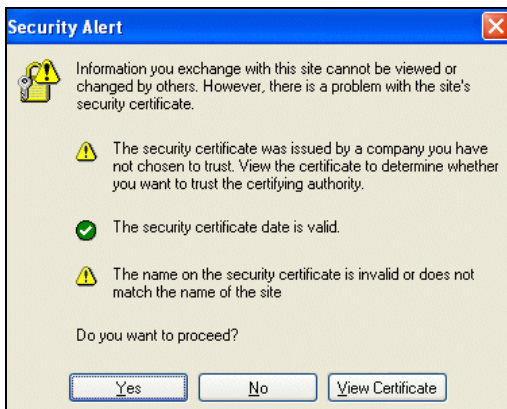 Security Alert
Information you exchange with this site cannot be viewed or
changed by others. However, there is a problem with the site's
security certificate.
The security certificate was issued by a company you have
not chosen to trust. View the certificate to determine whether
you want to trust the certifying authority.
The security certificate date is valid.
The name on the security certificate is invalid or does not
match the name of the site
Do you want to proceed?
Yes
No
View Certificate